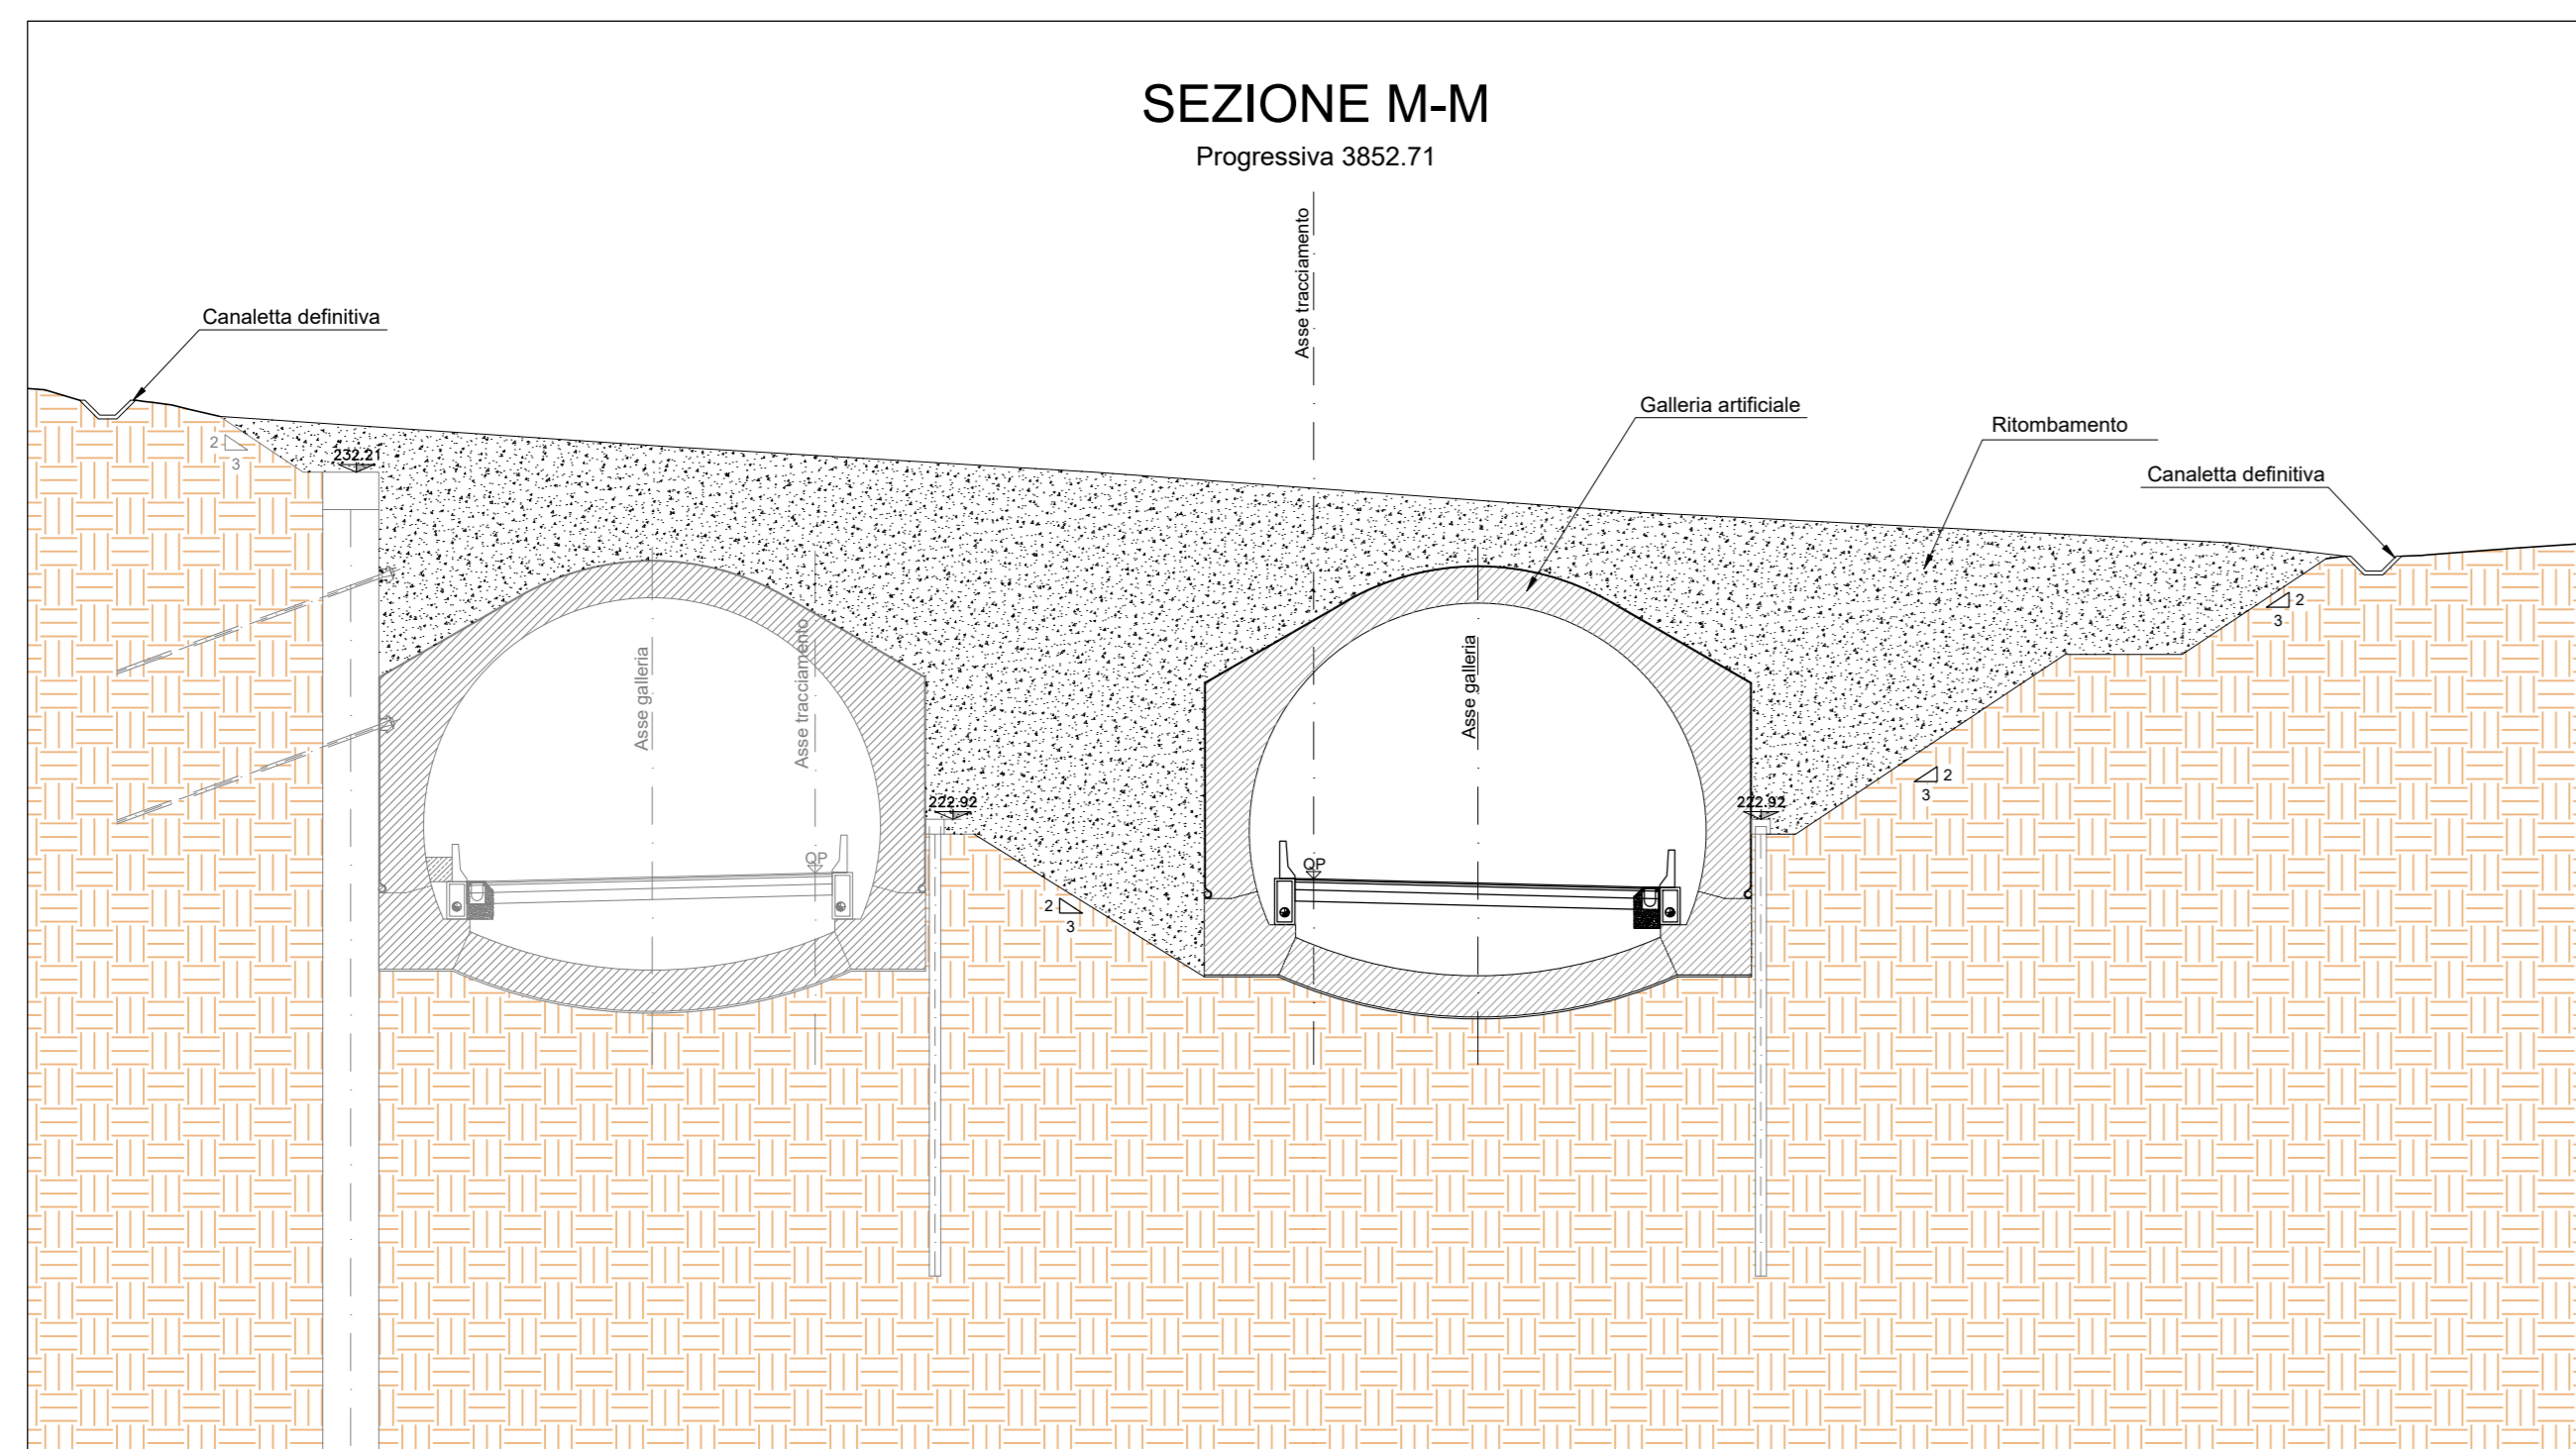 SEZIONE M-M
Progressiva 3852.71
Asse tracciamento
Canaletta definitiva
Galleria artificiale
Ritombamento
Canaletta definitiva
2
3
232.21
2
3
Asse galleria
Asse tracciamento
Asse galleria
2
3
222.92
222.92
QP
QP
2
3